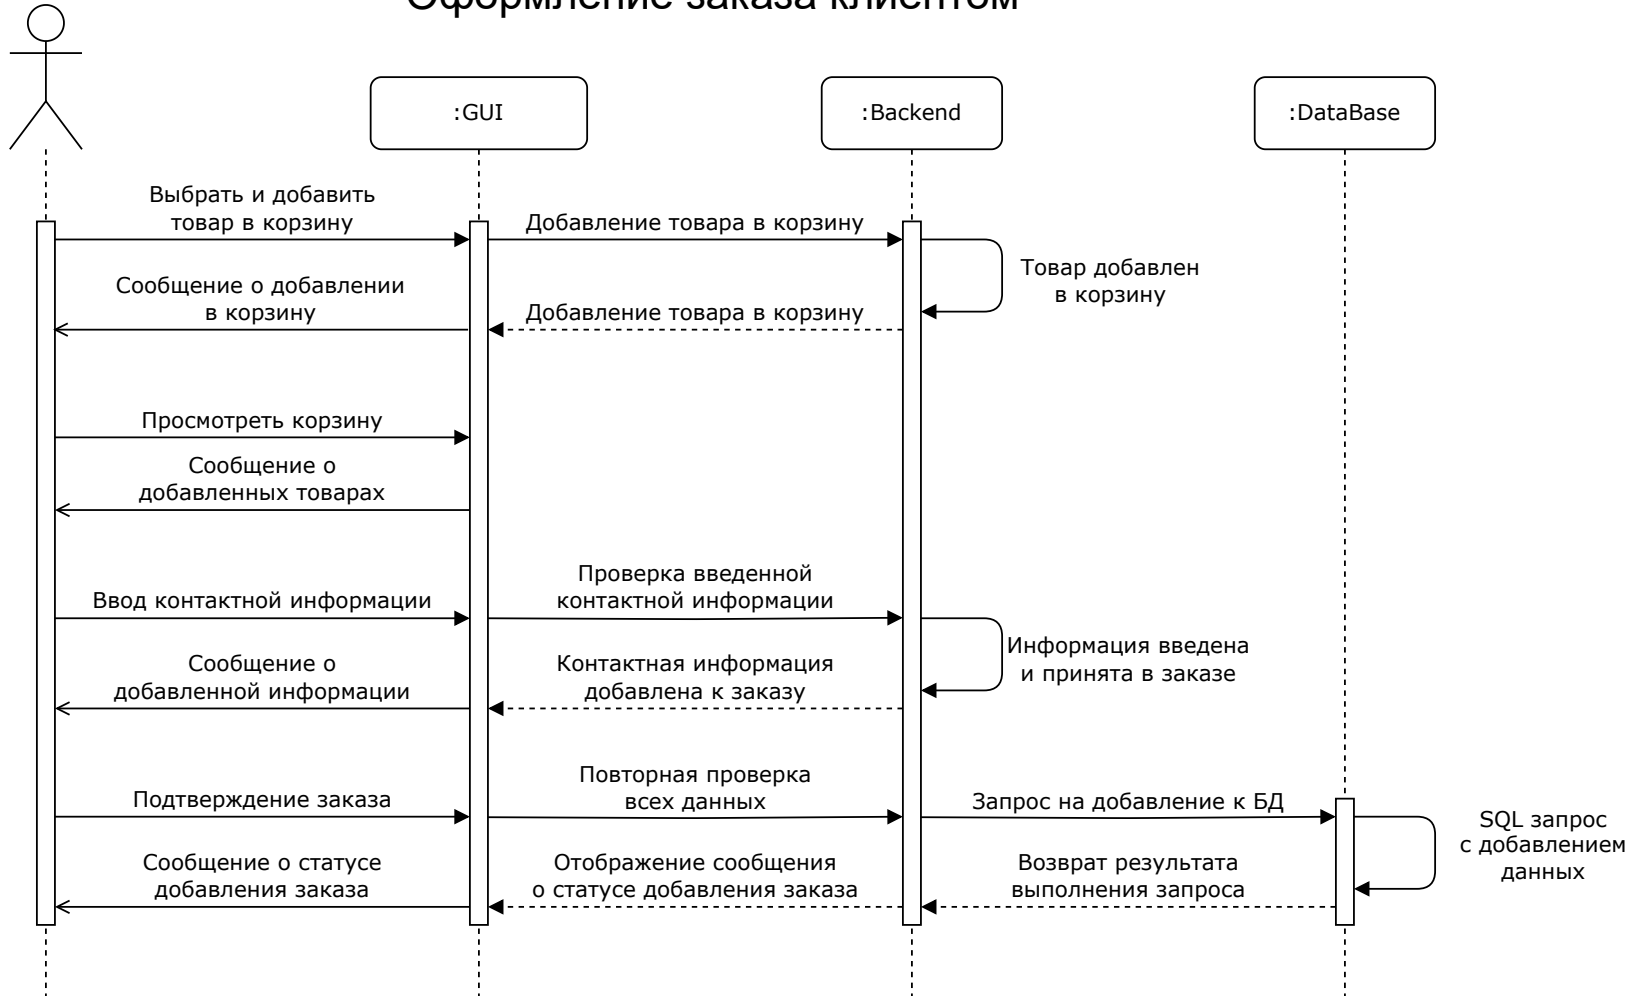 Оформление заказа клиентом
:GUI
:Backend
:DataBase
Выбрать и добавить
товар в корзину
Добавление товара в корзину
Товар добавлен
в корзину
Сообщение о добавлении
в корзину
Добавление товара в корзину
Просмотреть корзину
Сообщение о
добавленных товарах
Ввод контактной информации
Проверка введенной
контактной информации
Информация введена
и принята в заказе
Сообщение о
добавленной информации
Контактная информация
добавлена к заказу
Подтверждение заказа
Повторная проверка
всех данных
Запрос на добавление к БД
SQL запрос
с добавлением
данных
Сообщение о статусе
добавления заказа
Отображение сообщения
о статусе добавления заказа
Возврат результата
выполнения запроса